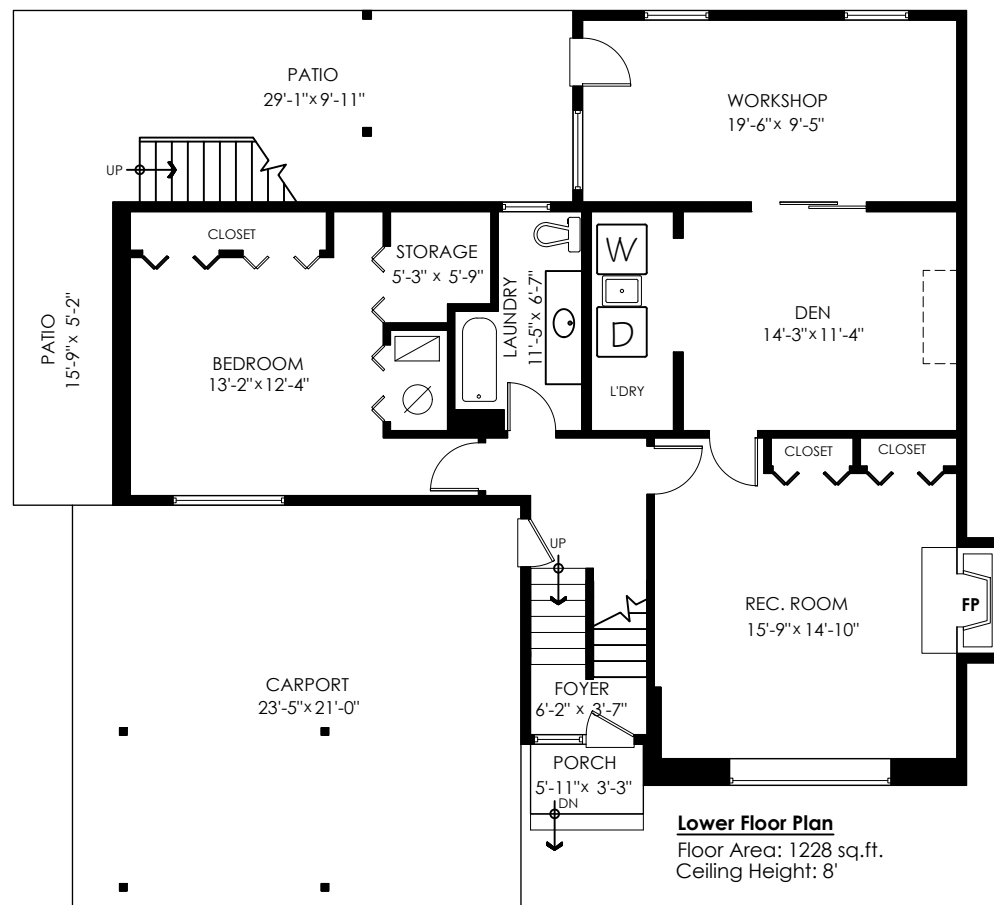 PATIO
29'-1" x 9'-11"
WORKSHOP
19'-6" x 9'-5"
UP
CLOSET
STORAGE
5'-3" x 5'-9"
LAUNDRY
11'-5" x 6'-7"
W
D
L'DRY
DEN
14'-3" x 11'-4"
PATIO
15'-9" x 5'-2"
BEDROOM
13'-2" x 12'-4"
CLOSET
CLOSET
UP
REC. ROOM
15'-9" x 14'-10"
FP
CARPORT
23'-5" x 21'-0"
FOYER
6'-2" x 3'-7"
PORCH
5'-11" x 3'-3"
DN
Lower Floor Plan
Floor Area: 1228 sq.ft.
Ceiling Height: 8'